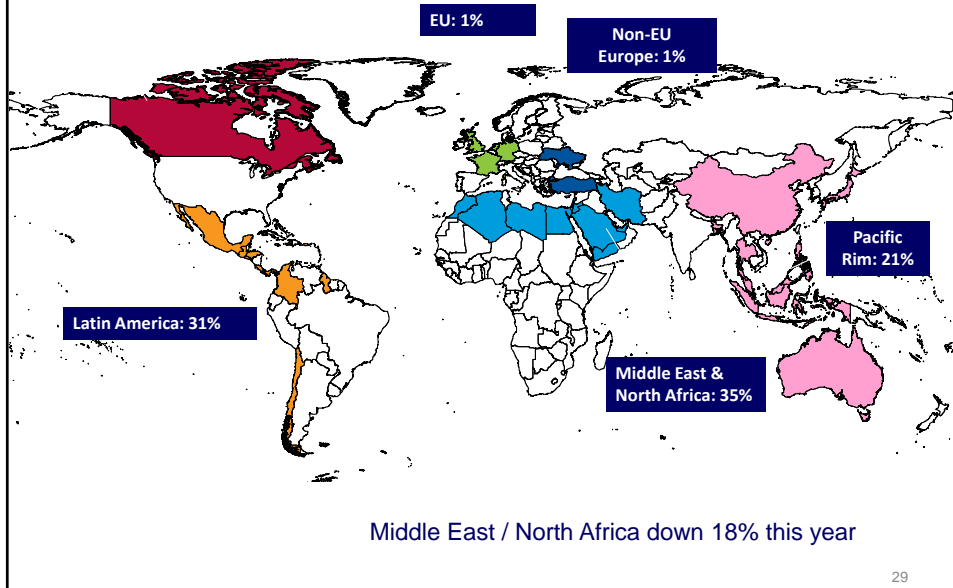 EU: 1%
Non-EU
Europe: 1%
Pacific
Rim: 21%
Latin America: 31%
Middle East &
North Africa: 35%
Middle East / North Africa down 18% this year
29